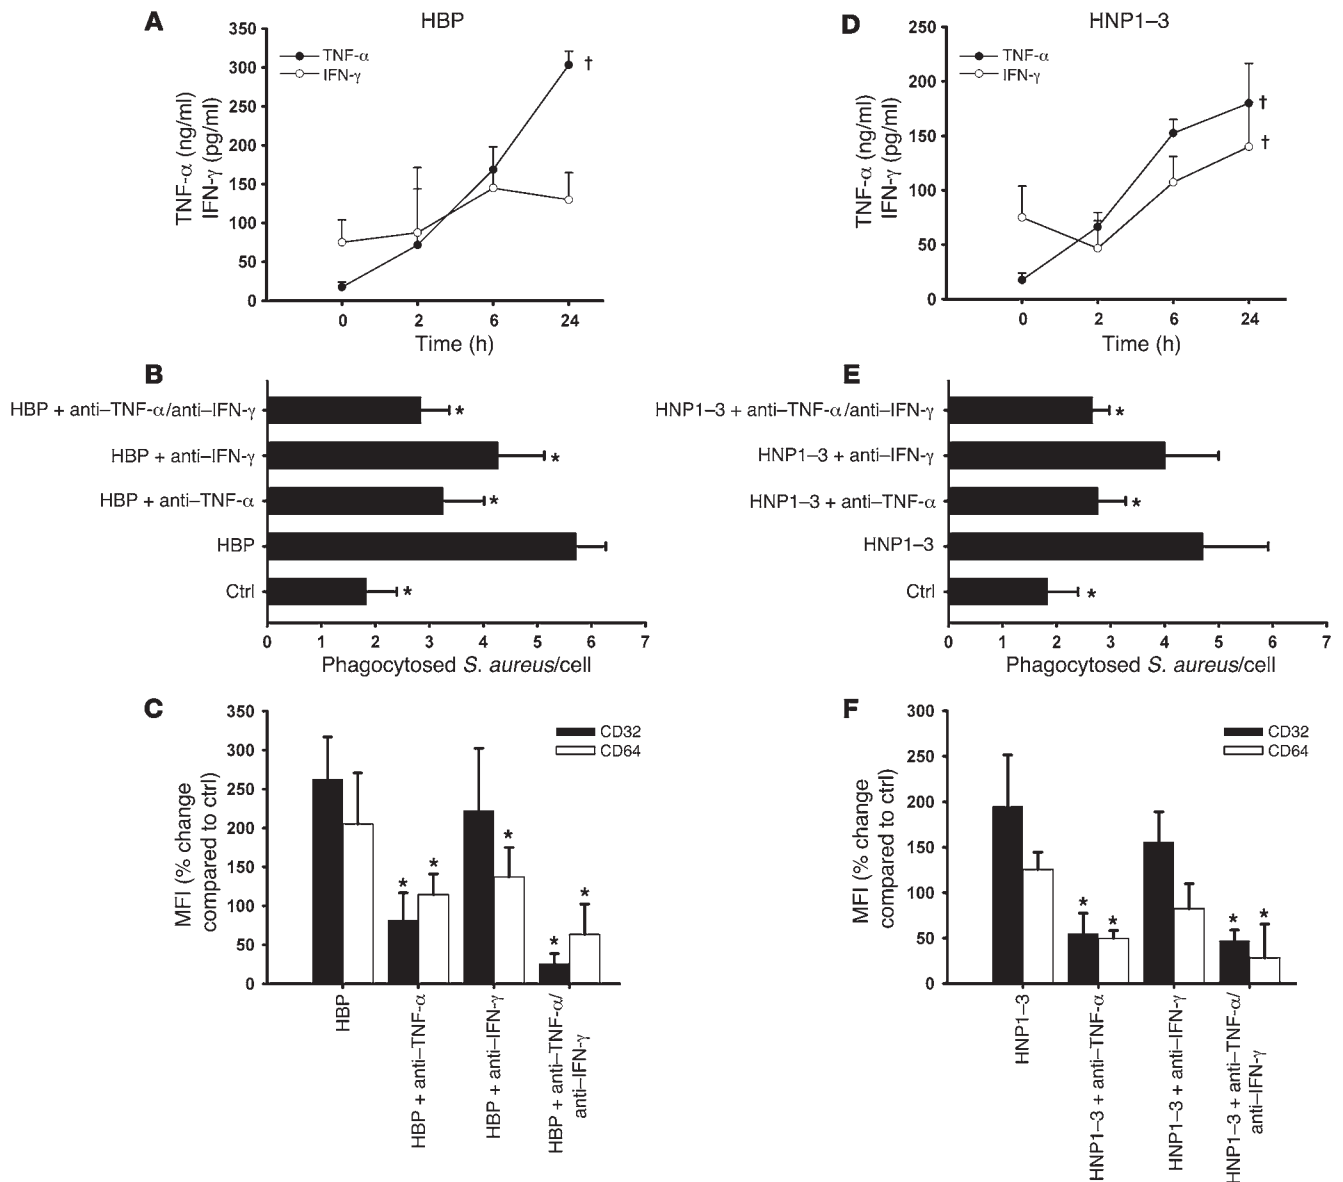 A
HBP
350
300
250
200
150
100
50
0
TNF-α (ng/ml)
IFN-γ (pg/ml)
TNF-α
IFN-γ
†
0 2 6 24
Time (h)
D
HNP1–3
250
200
150
100
50
0
TNF-α (ng/ml)
IFN-γ (pg/ml)
TNF-α
IFN-γ
†
†
0 2 6 24
Time (h)
B
HBP + anti–TNF-α/anti–IFN-γ *
HBP + anti–IFN-γ *
HBP + anti–TNF-α *
HBP
Ctrl *
0 1 2 3 4 5 6 7
Phagocytosed S. aureus/cell
E
HNP1–3 + anti–TNF-α/anti–IFN-γ *
HNP1–3 + anti–IFN-γ
HNP1–3 + anti–TNF-α *
HNP1–3
Ctrl *
0 1 2 3 4 5 6 7
Phagocytosed S. aureus/cell
C
350
300
250
200
150
100
50
0
MFI (% change
compared to ctrl)
CD32
CD64
* * * * *
HBP
HBP + anti–TNF-α
HBP + anti–IFN-γ
HBP + anti–TNF-α/
anti–IFN-γ
F
300
250
200
150
100
50
0
MFI (% change
compared to ctrl)
CD32
CD64
* * * *
HNP1–3
HNP1–3 + anti–TNF-α
HNP1–3 + anti–IFN-γ
HNP1–3 + anti–TNF-α/
anti–IFN-γ